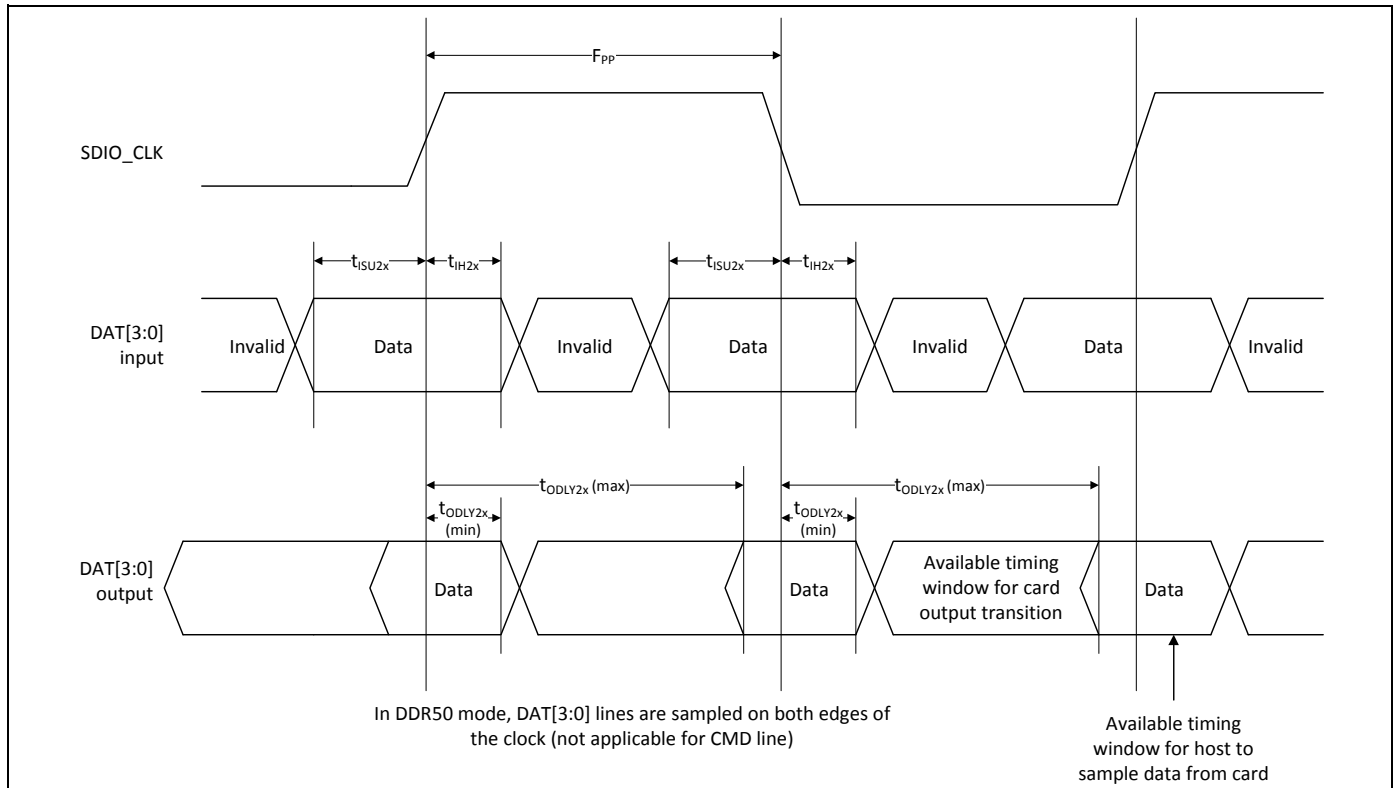 F_PP
SDIO_CLK
t_ISU2x
t_IH2x
t_ISU2x
t_IH2x
DAT[3:0]
input
Invalid
Data
Invalid
Data
Invalid
Data
Invalid
t_ODLY2x (max)
t_ODLY2x (max)
t_ODLY2x
(min)
t_ODLY2x
(min)
DAT[3:0]
output
Data
Data
Available timing
window for card
output transition
Data
In DDR50 mode, DAT[3:0] lines are sampled on both edges of
the clock (not applicable for CMD line)
Available timing
window for host to
sample data from card